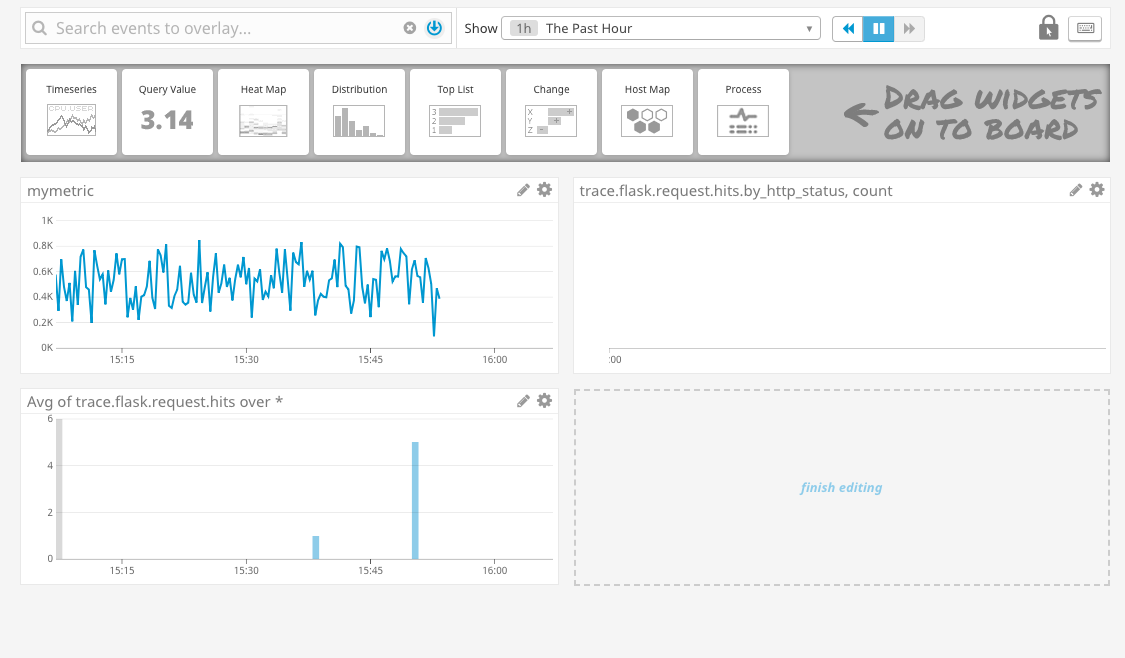 Search events to overlay...
Show 1h The Past Hour
Timeseries Query Value Heat Map Distribution Top List Change Host Map Process
CPU.USER
3.14
3
2
1
X +
Y +
Z -
DRAG WIDGETS
ON TO BOARD
mymetric
1K
0.8K
0.6K
0.4K
0.2K
0K
15:15 15:30 15:45 16:00
trace.flask.request.hits.by_http_status, count
:00
Avg of trace.flask.request.hits over *
6
4
2
0
15:15 15:30 15:45 16:00
finish editing